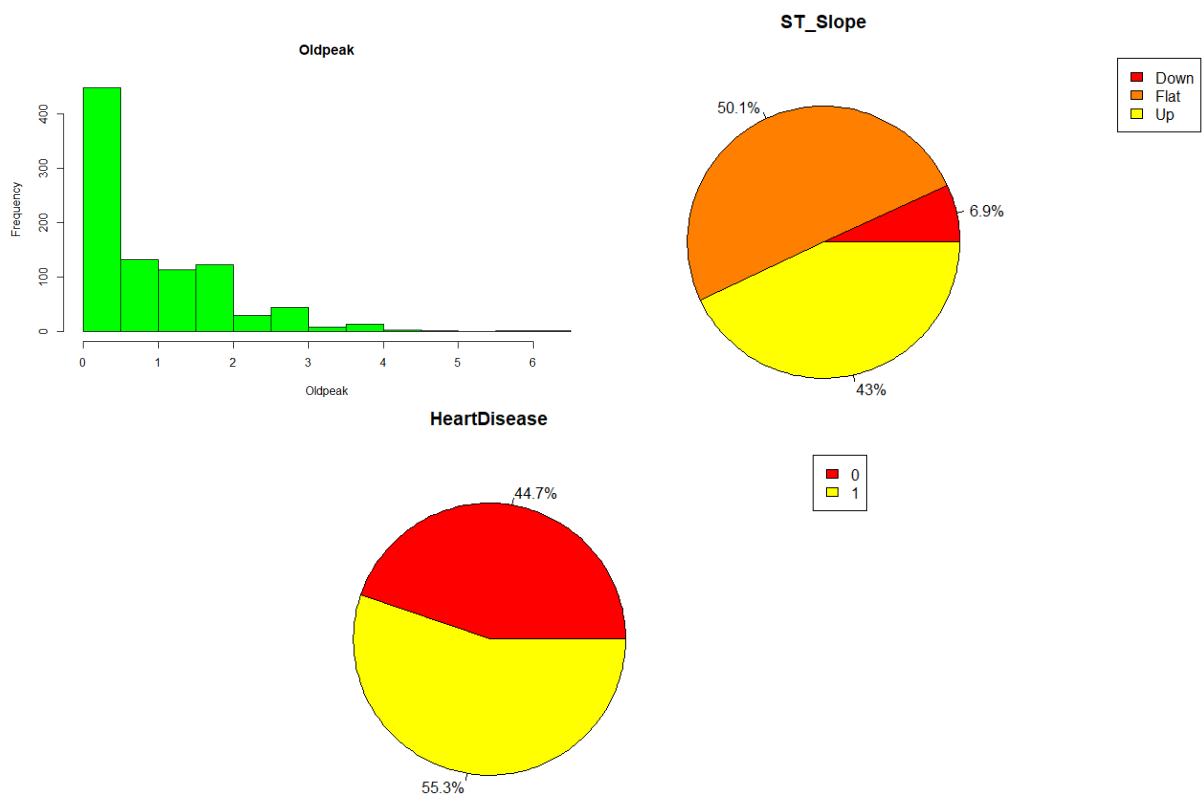 Oldpeak
Frequency
400
300
200
100
0
0 1 2 3 4 5 6
Oldpeak
ST_Slope
Down
Flat
Up
50.1%
6.9%
43%
HeartDisease
0
1
44.7%
55.3%